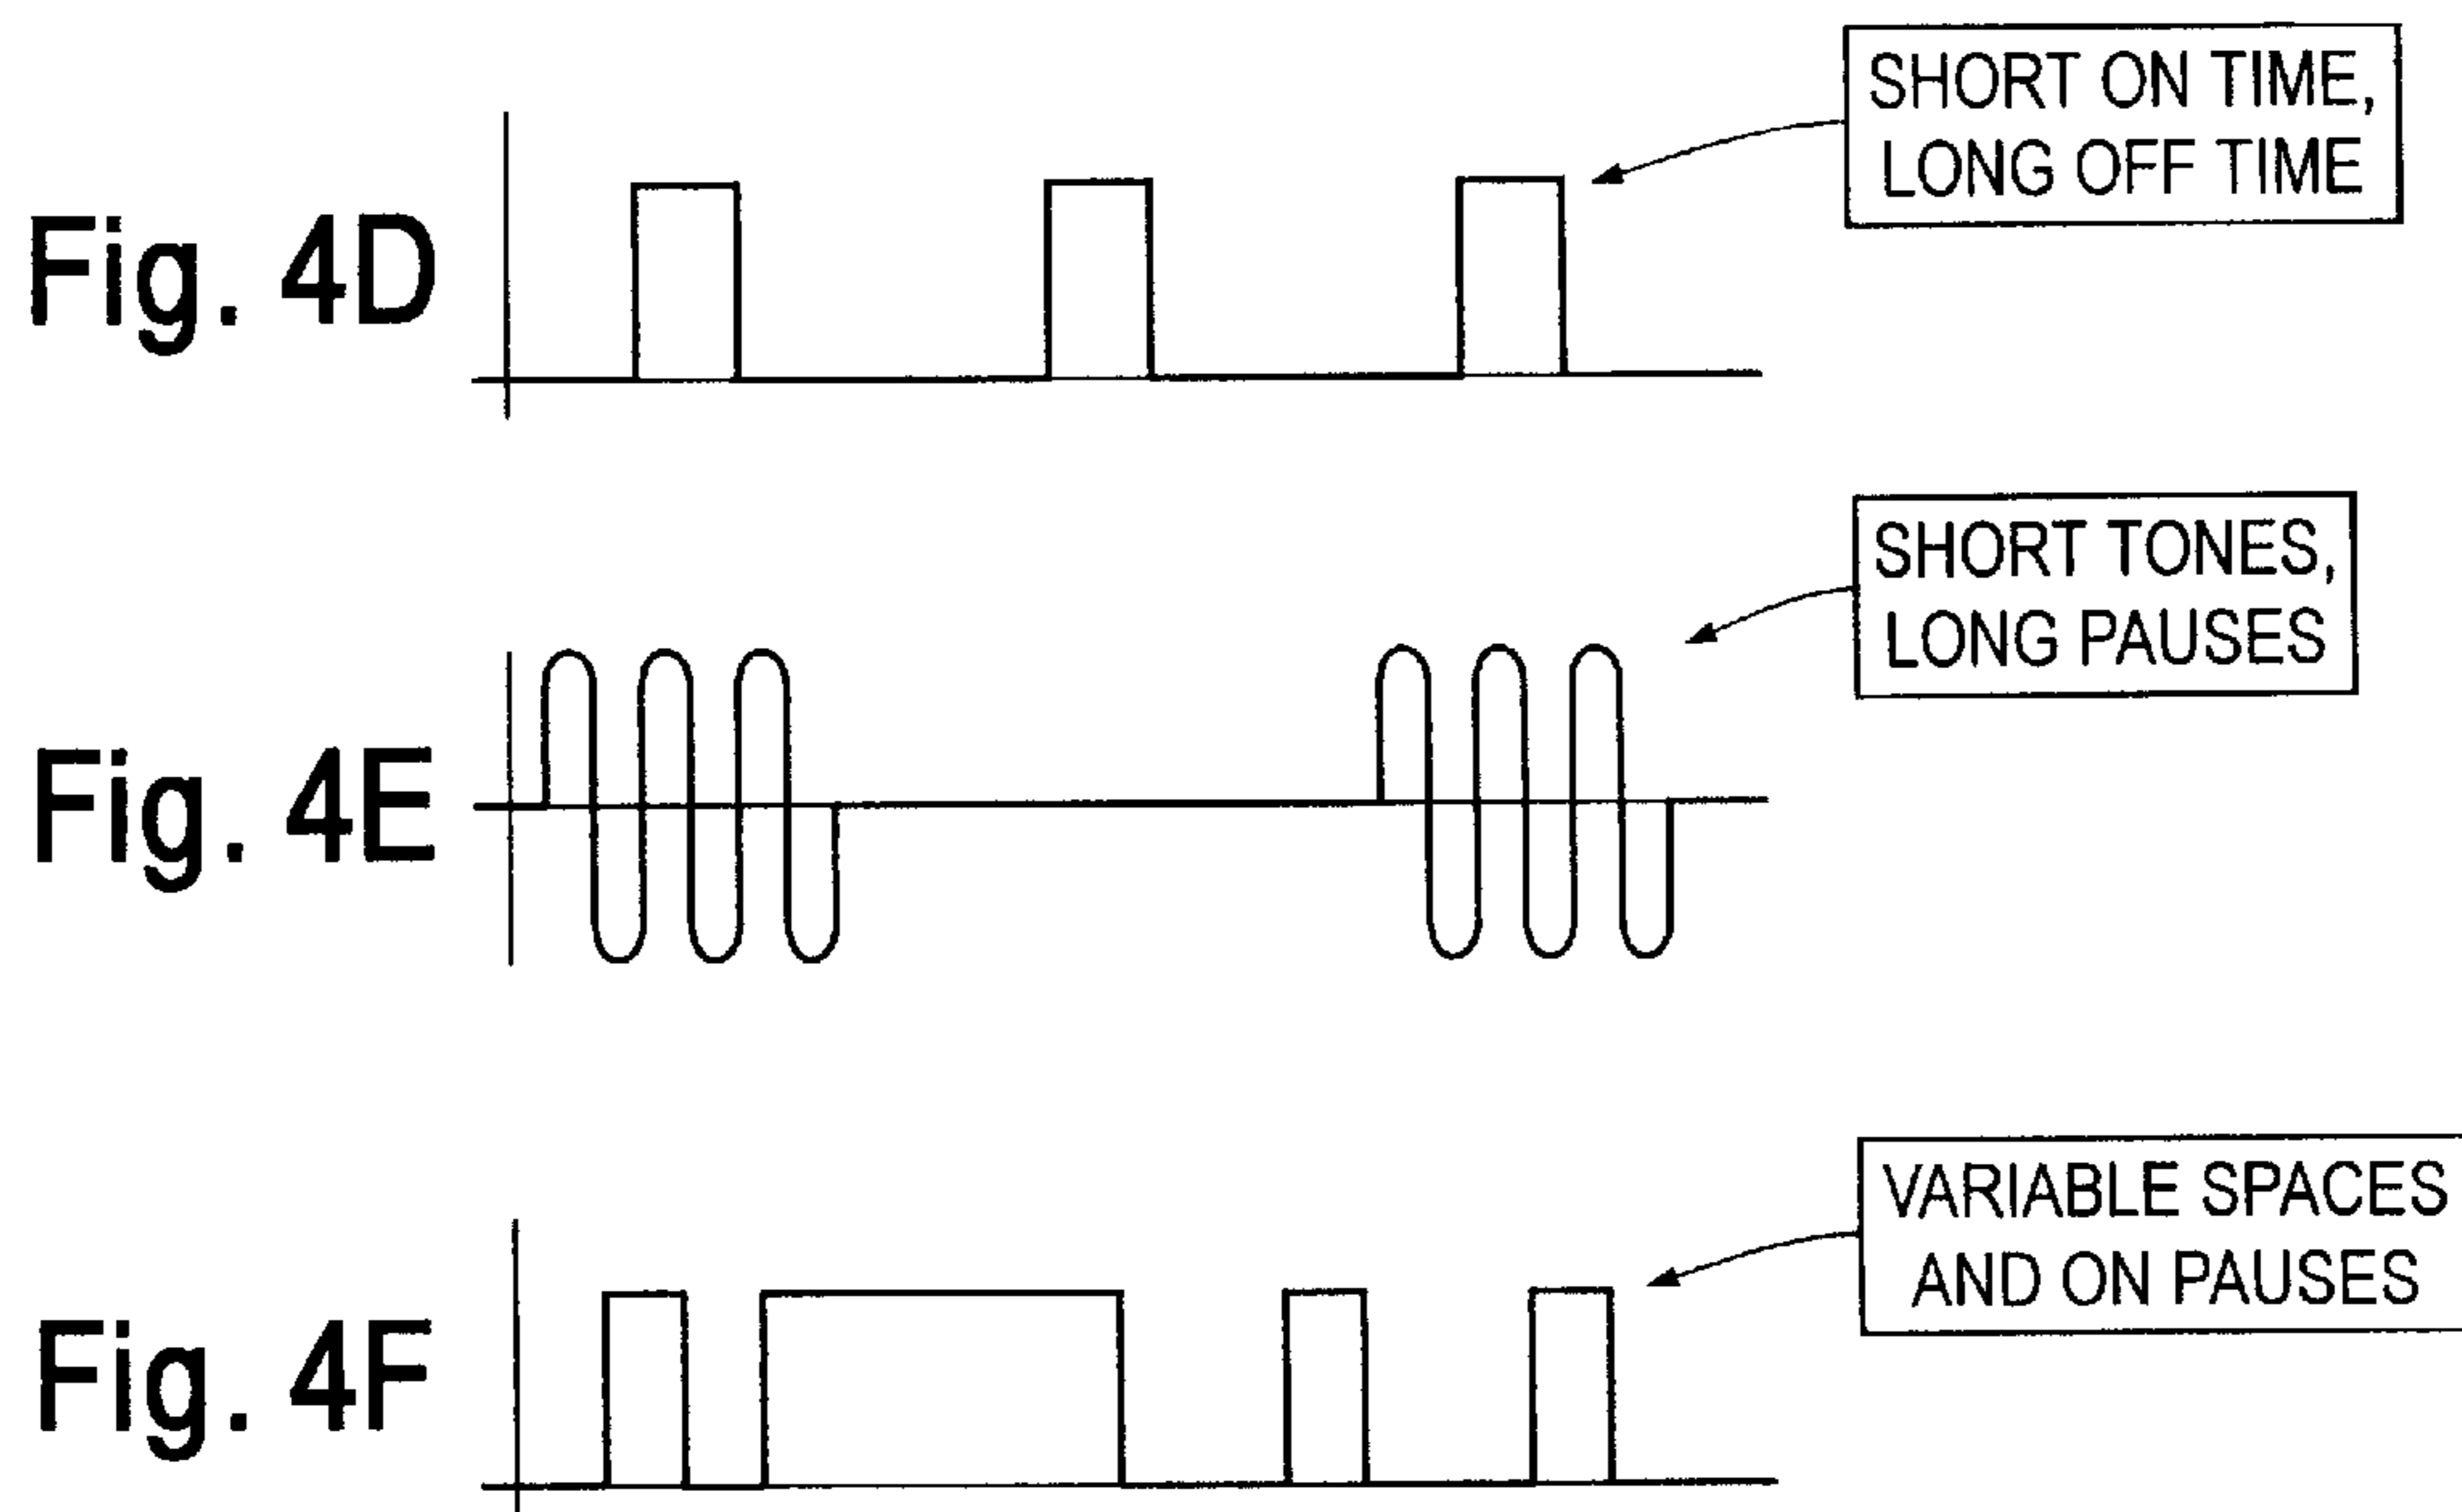 Fig. 4D
SHORT ON TIME,
LONG OFF TIME
Fig. 4E
SHORT TONES,
LONG PAUSES
Fig. 4F
VARIABLE SPACES
AND ON PAUSES